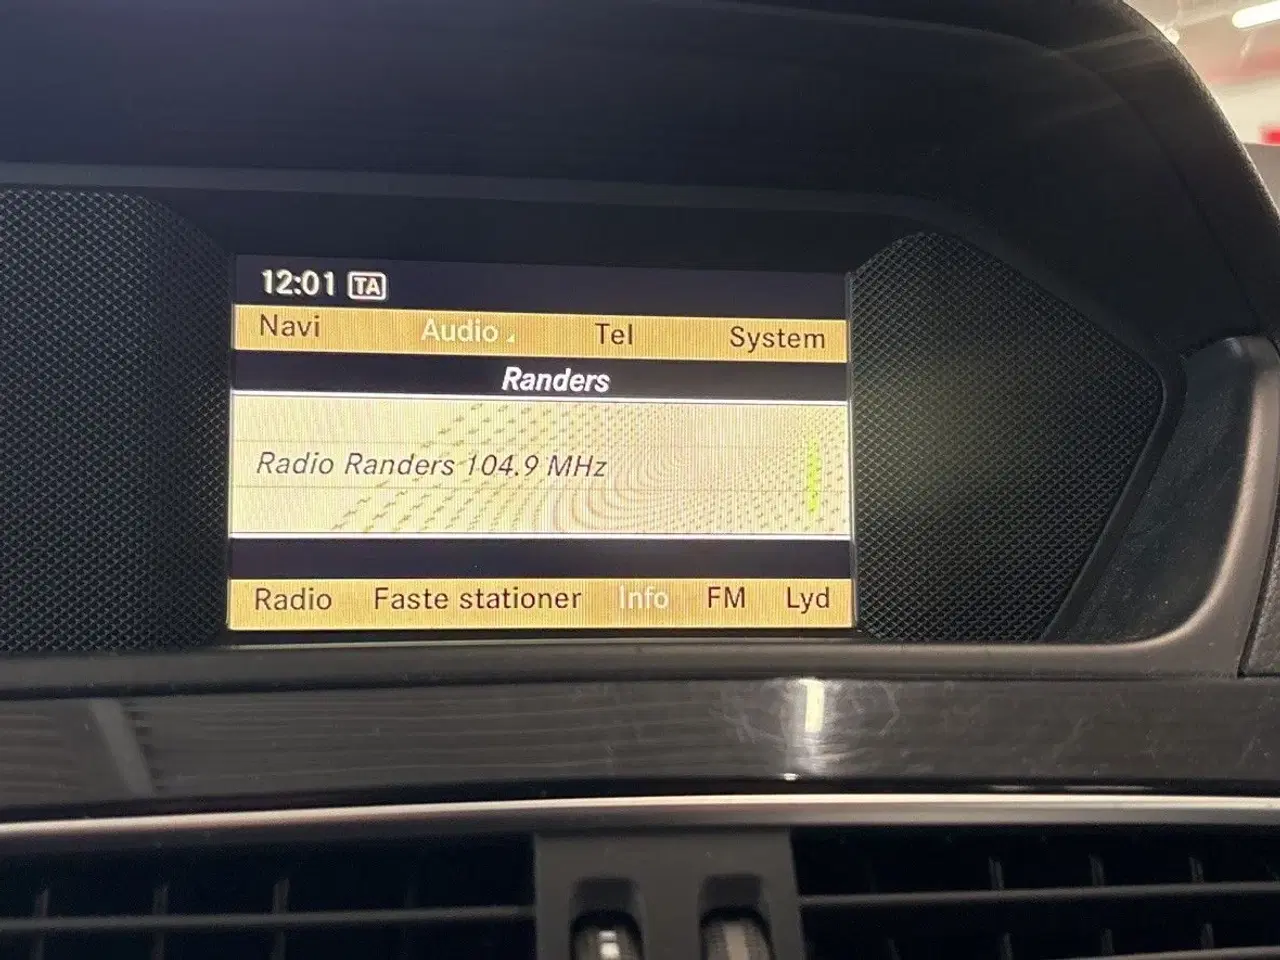 12:01 TA
Navi Audio Tel System
Randers
Radio Randers 104.9 MHz
Radio Faste stationer Info FM Lyd